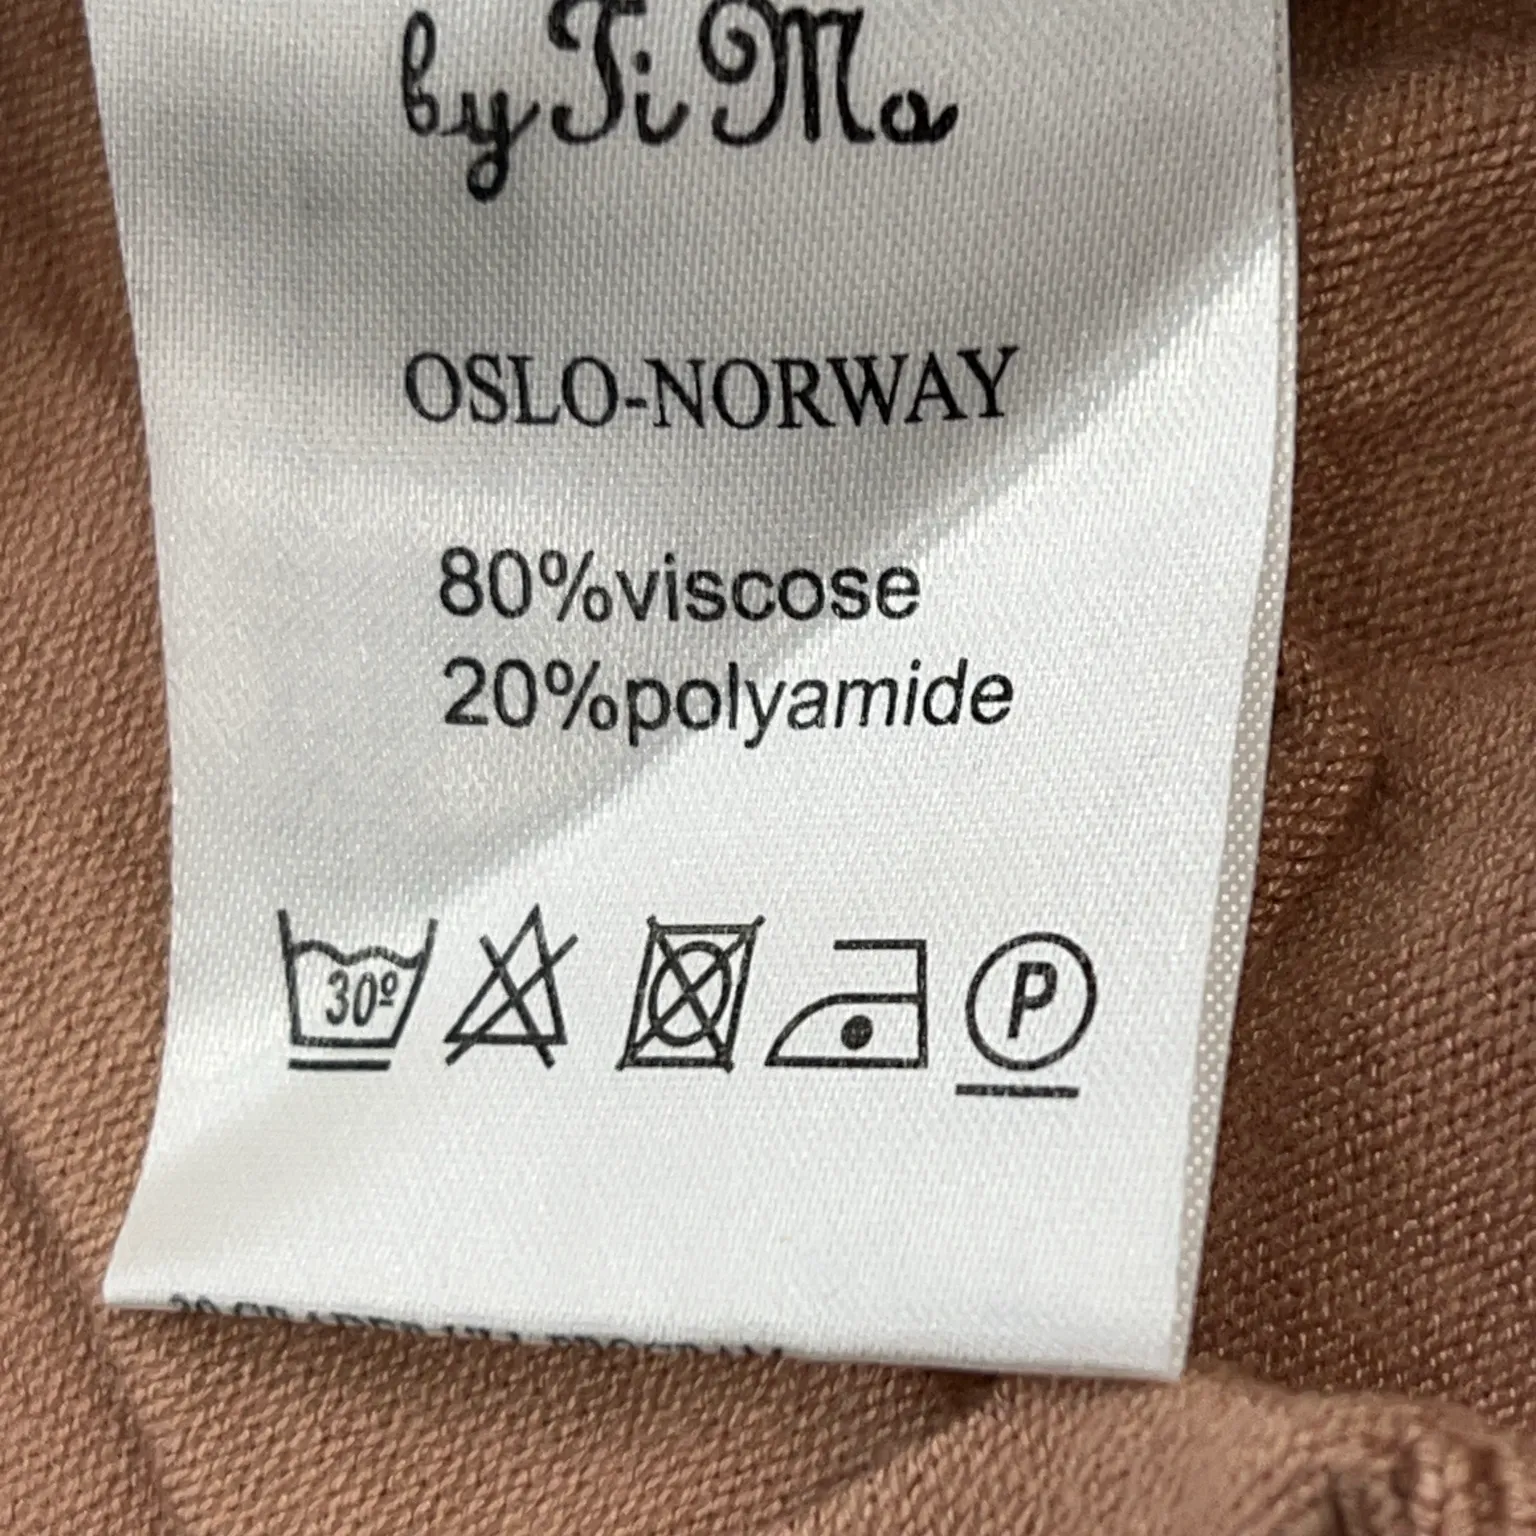 by Ti Mo
OSLO-NORWAY
80%viscose
20%polyamide
30º
P